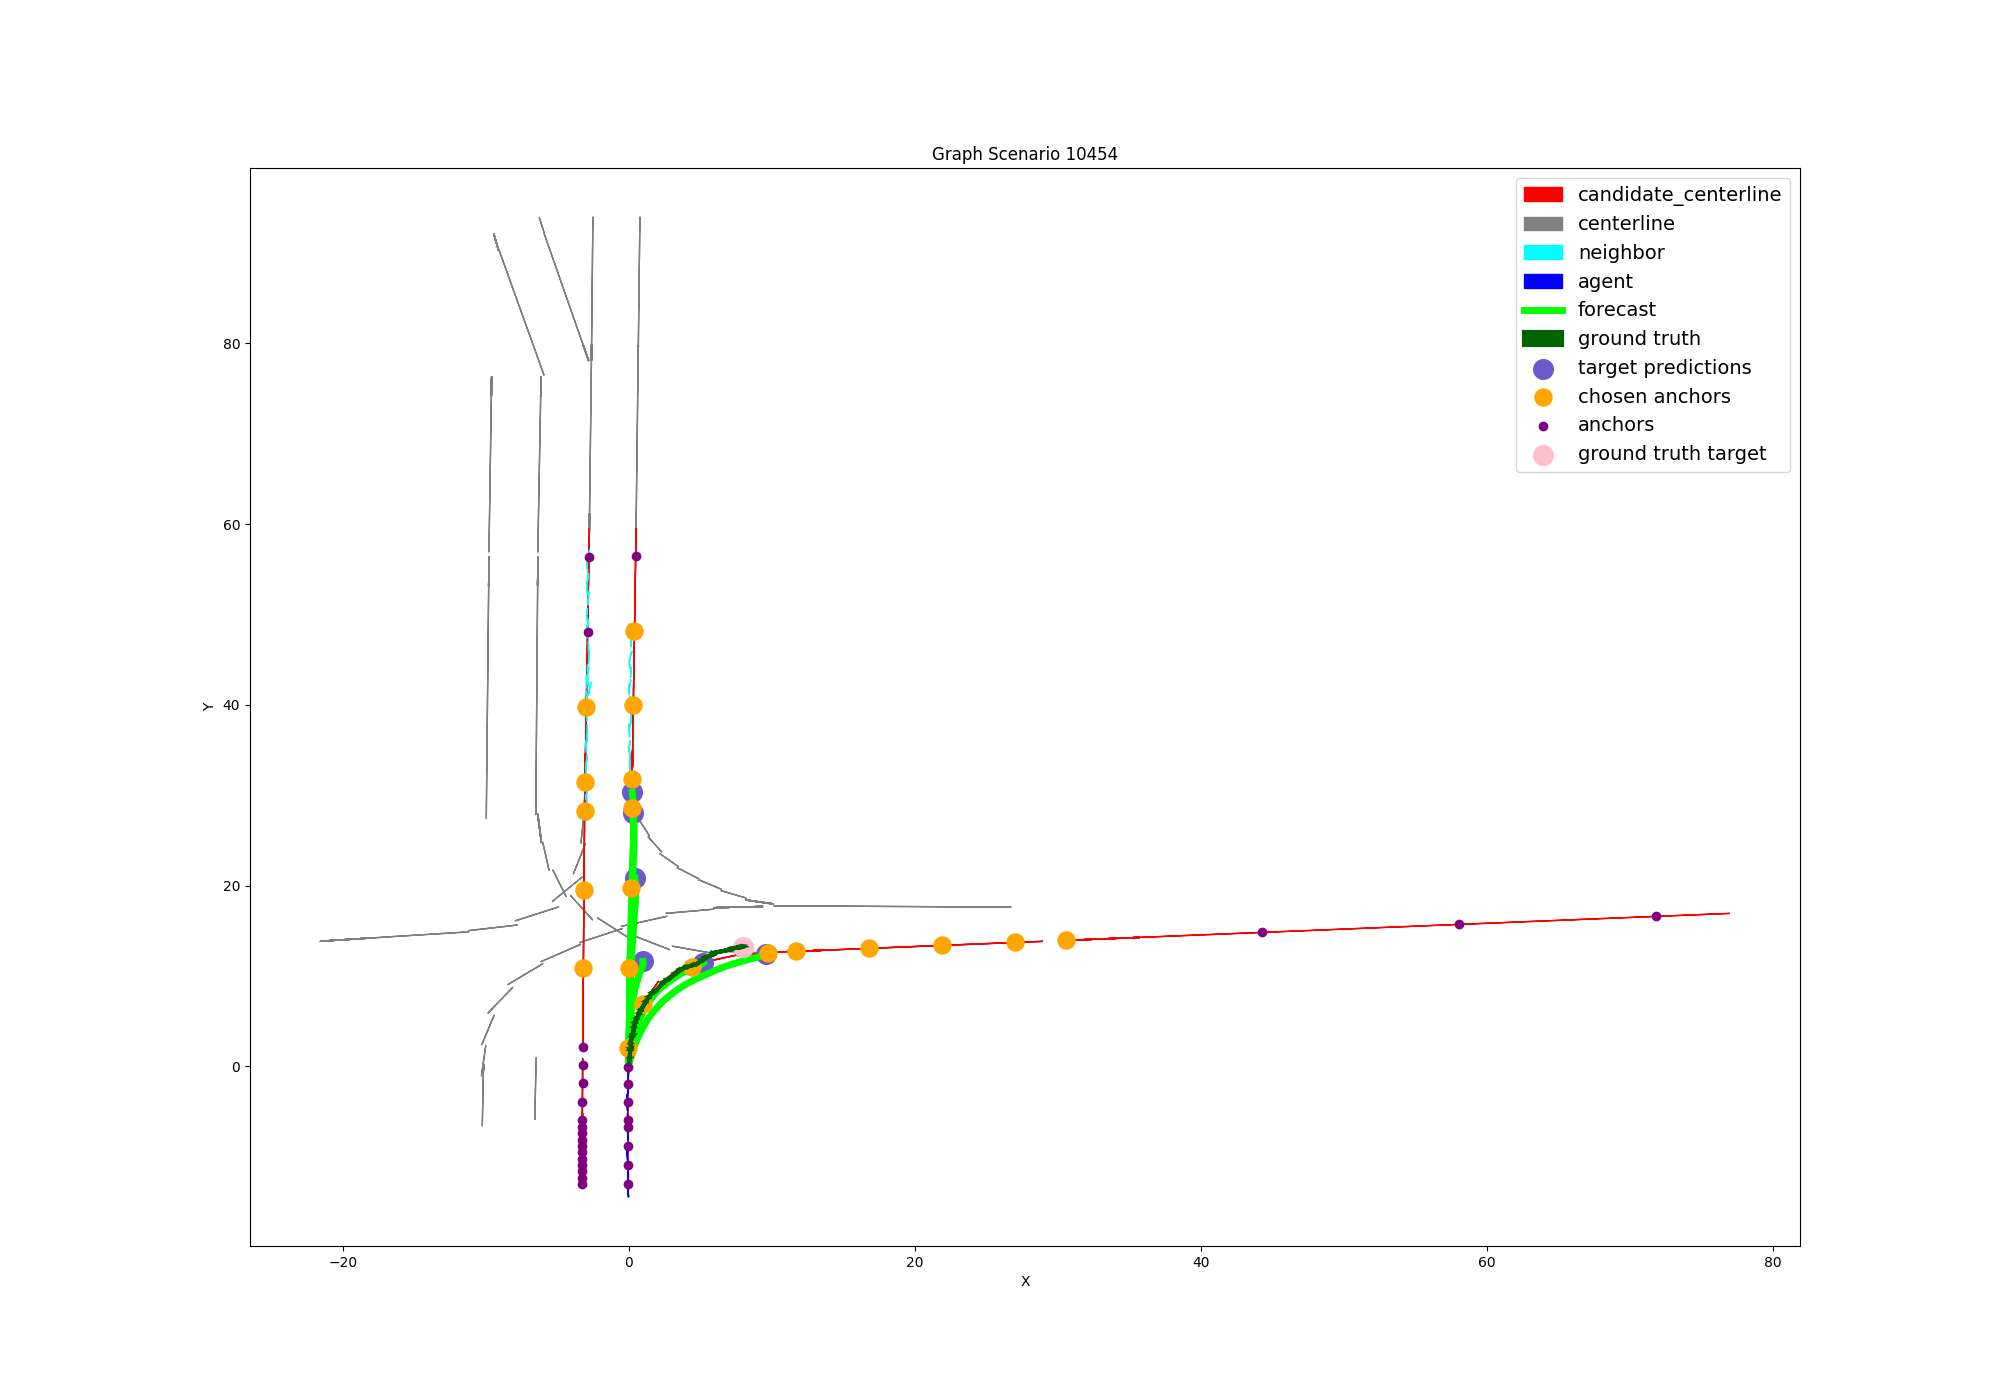 Graph Scenario 10454
candidate_centerline
centerline
neighbor
agent
forecast
ground truth
target predictions
chosen anchors
anchors
ground truth target
80
60
40
20
0
Y
−20 0 20 40 60 80
X